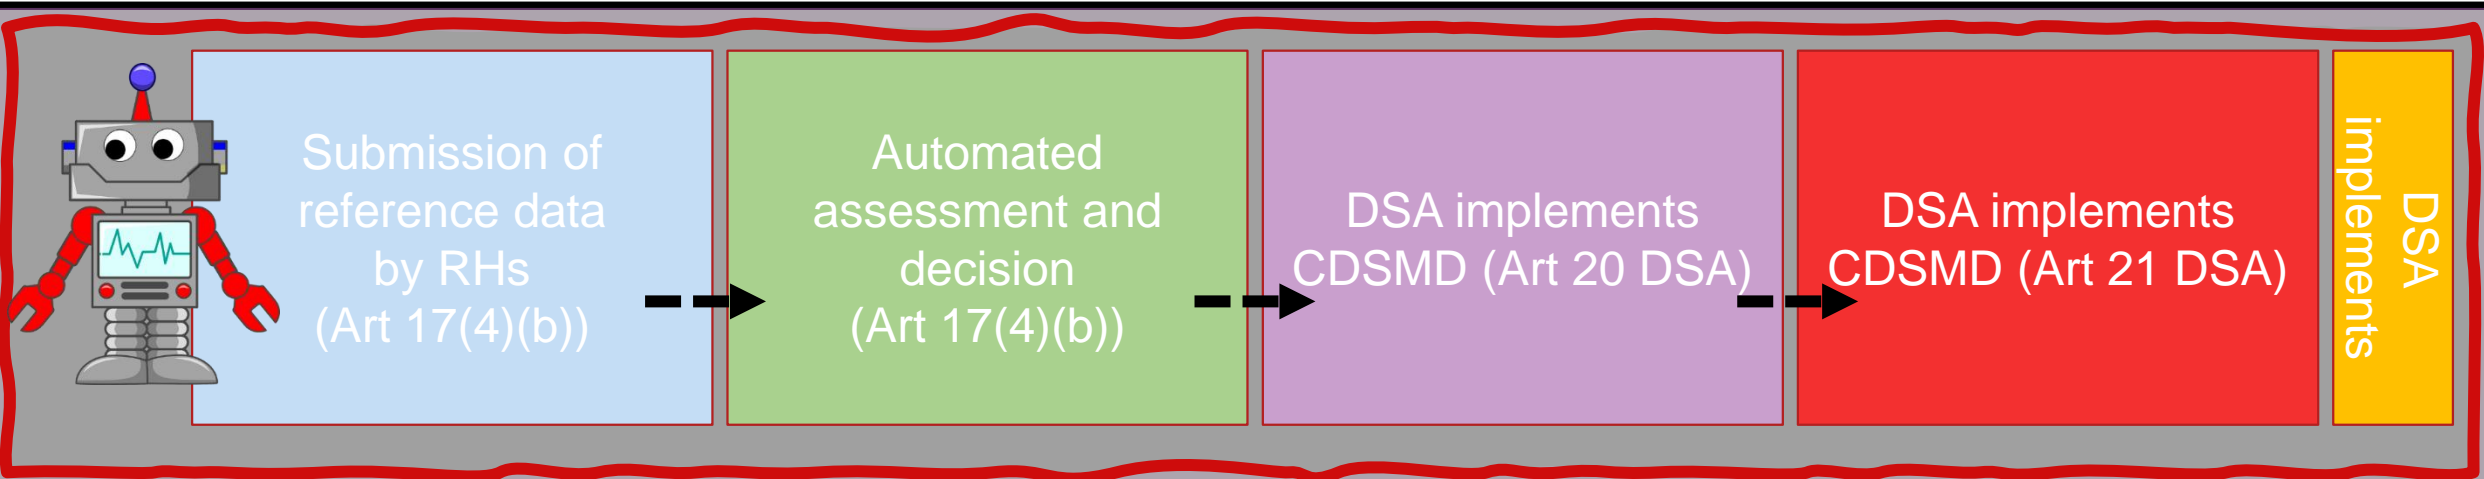 Submission of
reference data
by RHs
(Art 17(4)(b))
Automated
assessment and
decision
(Art 17(4)(b))
DSA implements
CDSMD (Art 20 DSA)
DSA implements
CDSMD (Art 21 DSA)
DSA
implements